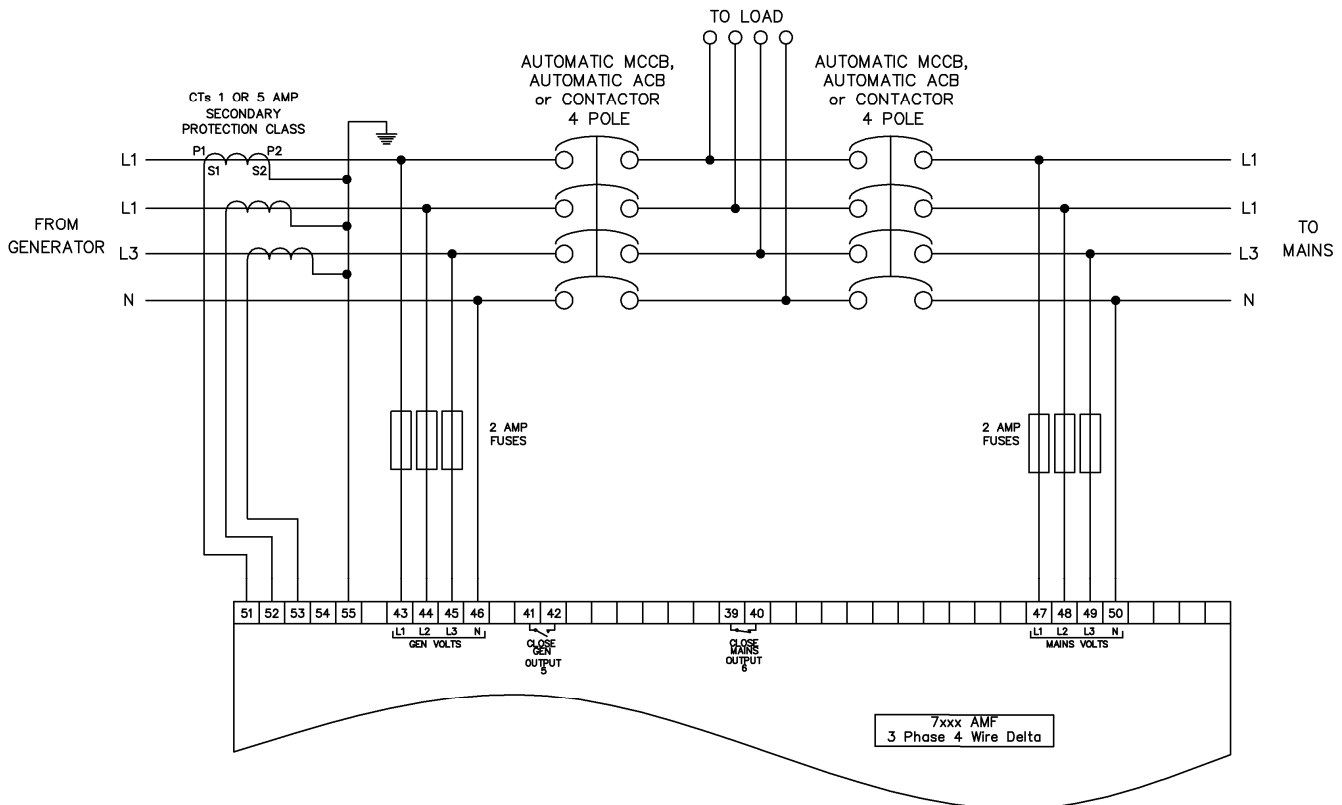 TO LOAD
AUTOMATIC MCCB,
AUTOMATIC ACB
or CONTACTOR
4 POLE
AUTOMATIC MCCB,
AUTOMATIC ACB
or CONTACTOR
4 POLE
CTs 1 OR 5 AMP
SECONDARY
PROTECTION CLASS
P1 P2
S1 S2
L1
L1
L3
N
FROM
GENERATOR
L1
L1
L3
N
TO
MAINS
2 AMP
FUSES
2 AMP
FUSES
51 52 53 54 55 43 44 45 46 41 42 39 40 47 48 49 50
L1 L2 L3 N
GEN VOLTS
CLOSE
GEN
OUTPUT
5
CLOSE
MAINS
OUTPUT
6
L1 L2 L3 N
MAINS VOLTS
7xxx AMF
3 Phase 4 Wire Delta